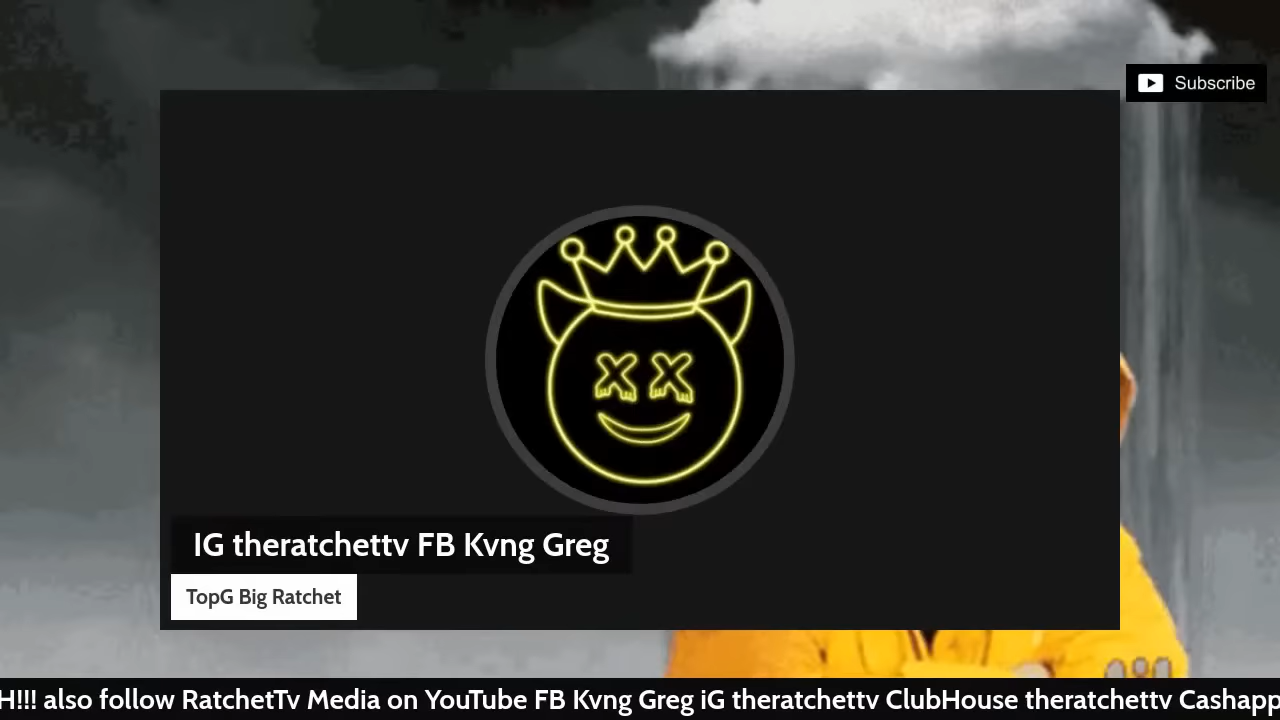 Subscribe
IG theratchettv FB Kvng Greg
TopG Big Ratchet
H!!! also follow RatchetTv Media on YouTube FB Kvng Greg iG theratchettv ClubHouse theratchettv Cashapp